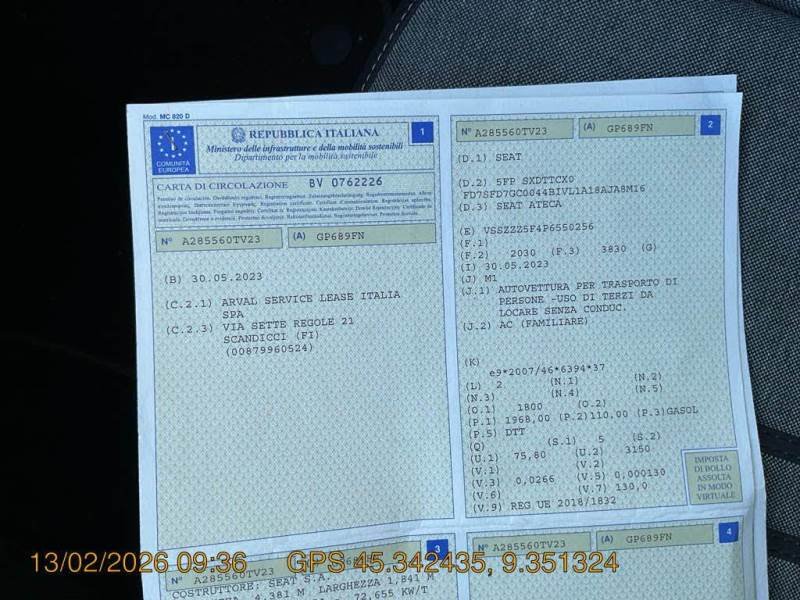 Mod. MC 820 D
1
REPUBBLICA ITALIANA
Ministero delle infrastrutture e della mobilità sostenibili
Dipartimento per la mobilità sostenibile
COMUNITÀ
EUROPEA
CARTA DI CIRCOLAZIONE BV 0762226
N° A285560TV23 (A) GP689FN
(B) 30.05.2023
(C.2.1) ARVAL SERVICE LEASE ITALIA
SPA
(C.2.3) VIA SETTE REGOLE 21
SCANDICCI (FI)
(00879960524)
2
N° A285560TV23 (A) GP689FN
(D.1) SEAT
(D.2) 5FP SXDTTCX0
FD7SFD7GC0044BIVL1A18AJA8M16
(D.3) SEAT ATECA
(E) VSSZZZ5F4P6550256
(F.1)
(F.2) 2030 (F.3) 3830 (G)
(I) 30.05.2023
(J) M1
(J.1) AUTOVETTURA PER TRASPORTO DI
PERSONE -USO DI TERZI DA
LOCARE SENZA CONDUC.
(J.2) AC (FAMILIARE)
(K)
e9*2007/46*6394*37
(L) 2 (N.1) (N.2)
(N.3) (N.4) (N.5)
(O.1) 1800 (O.2)
(P.1) 1968,00 (P.2)110,00 (P.3)GASOL
(P.5) DTT
(Q) (S.1) 5 (S.2)
(U.1) 75,80 (U.2) 3150
(V.1) (V.2)
(V.3) 0,0266 (V.5) 0,000130
(V.6) (V.7) 130,0
(V.9) REG UE 2018/1832
IMPOSTA
DI BOLLO
ASSOLTA
IN MODO
VIRTUALE
3
N° A285560TV23 GP689FN
COSTRUTTORE: SEAT S.A.
4,381 M LARGHEZZA 1,841 M
72,655 KW/T
4
N° A285560TV23 (A) GP689FN
13/02/2026 09:36 GPS 45.342435, 9.351324